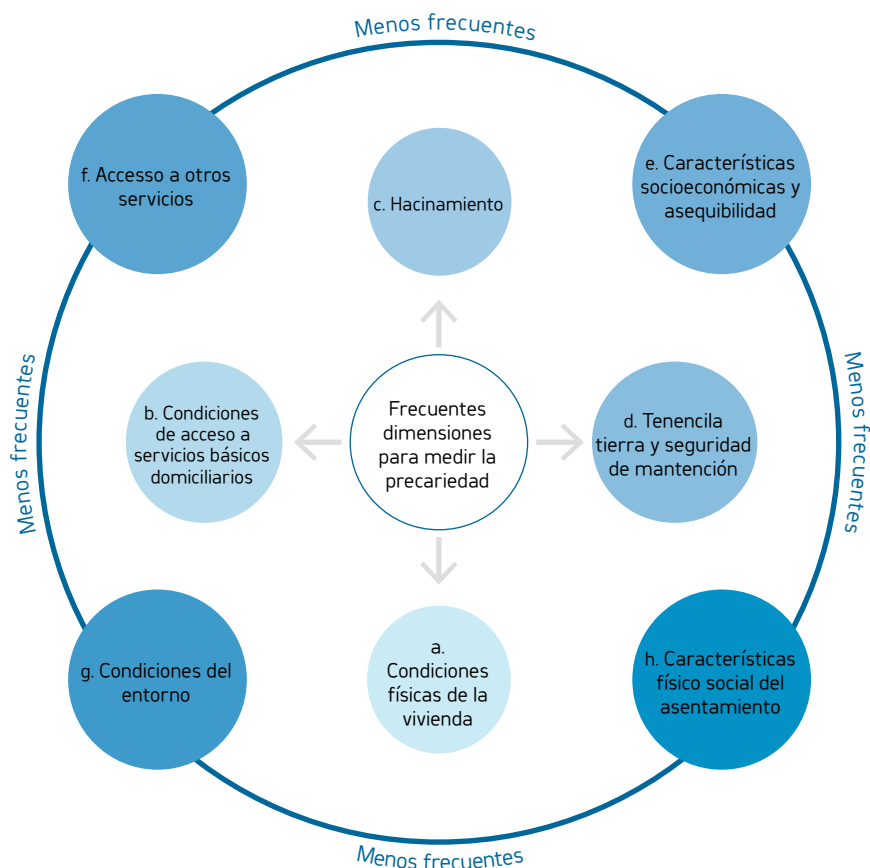 Menos frecuentes
f. Accesso a otros
servicios
c. Hacinamiento
e. Características
socioeconómicas y
asequibilidad
Menos frecuentes
b. Condiciones
de acceso a
servicios básicos
domiciliarios
Frecuentes
dimensiones
para medir la
precariedad
d. Tenencila
tierra y seguridad
de mantención
Menos frecuentes
g. Condiciones del
entorno
a.
Condiciones
físicas de la
vivienda
h. Características
físico social del
asentamiento
Menos frecuentes